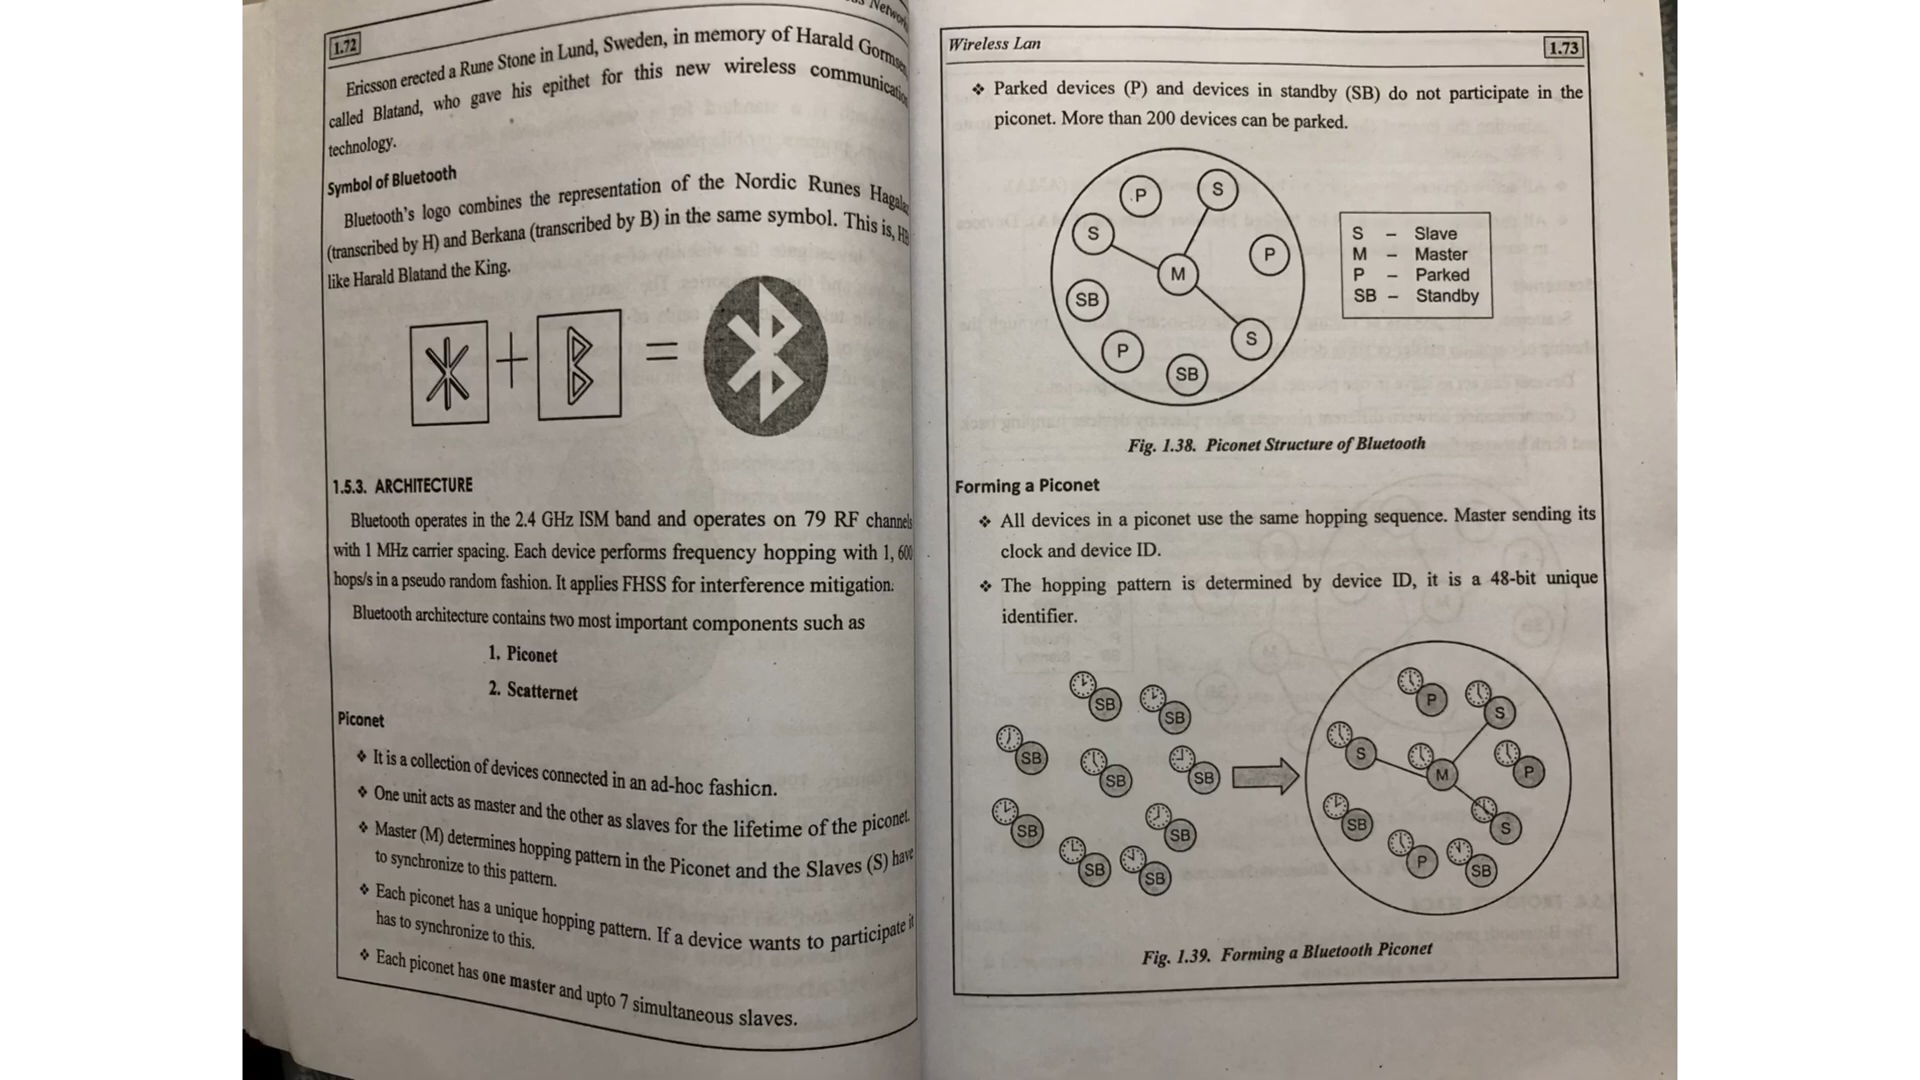 1.72
Ericsson erected a Rune Stone in Lund, Sweden, in memory of Harald
called Blatand, who gave his epithet for this new wireless
technology.
Symbol of Bluetooth
Bluetooth's logo combines the representation of the Nordic Runes
(transcribed by H) and Berkana (transcribed by B) in the same symbol. This is, HB
like Harald Blatand the King.
+ =
1.5.3. ARCHITECTURE
Bluetooth operates in the 2.4 GHz ISM band and operates on 79 RF channels
with 1 MHz carrier spacing. Each device performs frequency hopping with 1, 600
hops/s in a pseudo random fashion. It applies FHSS for interference mitigation.
Bluetooth architecture contains two most important components such as
1. Piconet
2. Scatternet
Piconet
❖ It is a collection of devices connected in an ad-hoc fashicn.
❖ One unit acts as master and the other as slaves for the lifetime of the piconet.
❖ Master (M) determines hopping pattern in the Piconet and the Slaves (S) have
to synchronize to this pattern.
❖ Each piconet has a unique hopping pattern. If a device wants to participate it
has to synchronize to this.
❖ Each piconet has one master and upto 7 simultaneous slaves.
Wireless Lan 1.73
❖ Parked devices (P) and devices in standby (SB) do not participate in the
piconet. More than 200 devices can be parked.
P S
S
P
M
SB
S
P
SB
S – Slave
M – Master
P – Parked
SB – Standby
Fig. 1.38. Piconet Structure of Bluetooth
Forming a Piconet
❖ All devices in a piconet use the same hopping sequence. Master sending its
clock and device ID.
❖ The hopping pattern is determined by device ID, it is a 48-bit unique
identifier.
SB SB
SB SB SB
SB SB
SB SB
P S
S M P
SB S
P SB
Fig. 1.39. Forming a Bluetooth Piconet